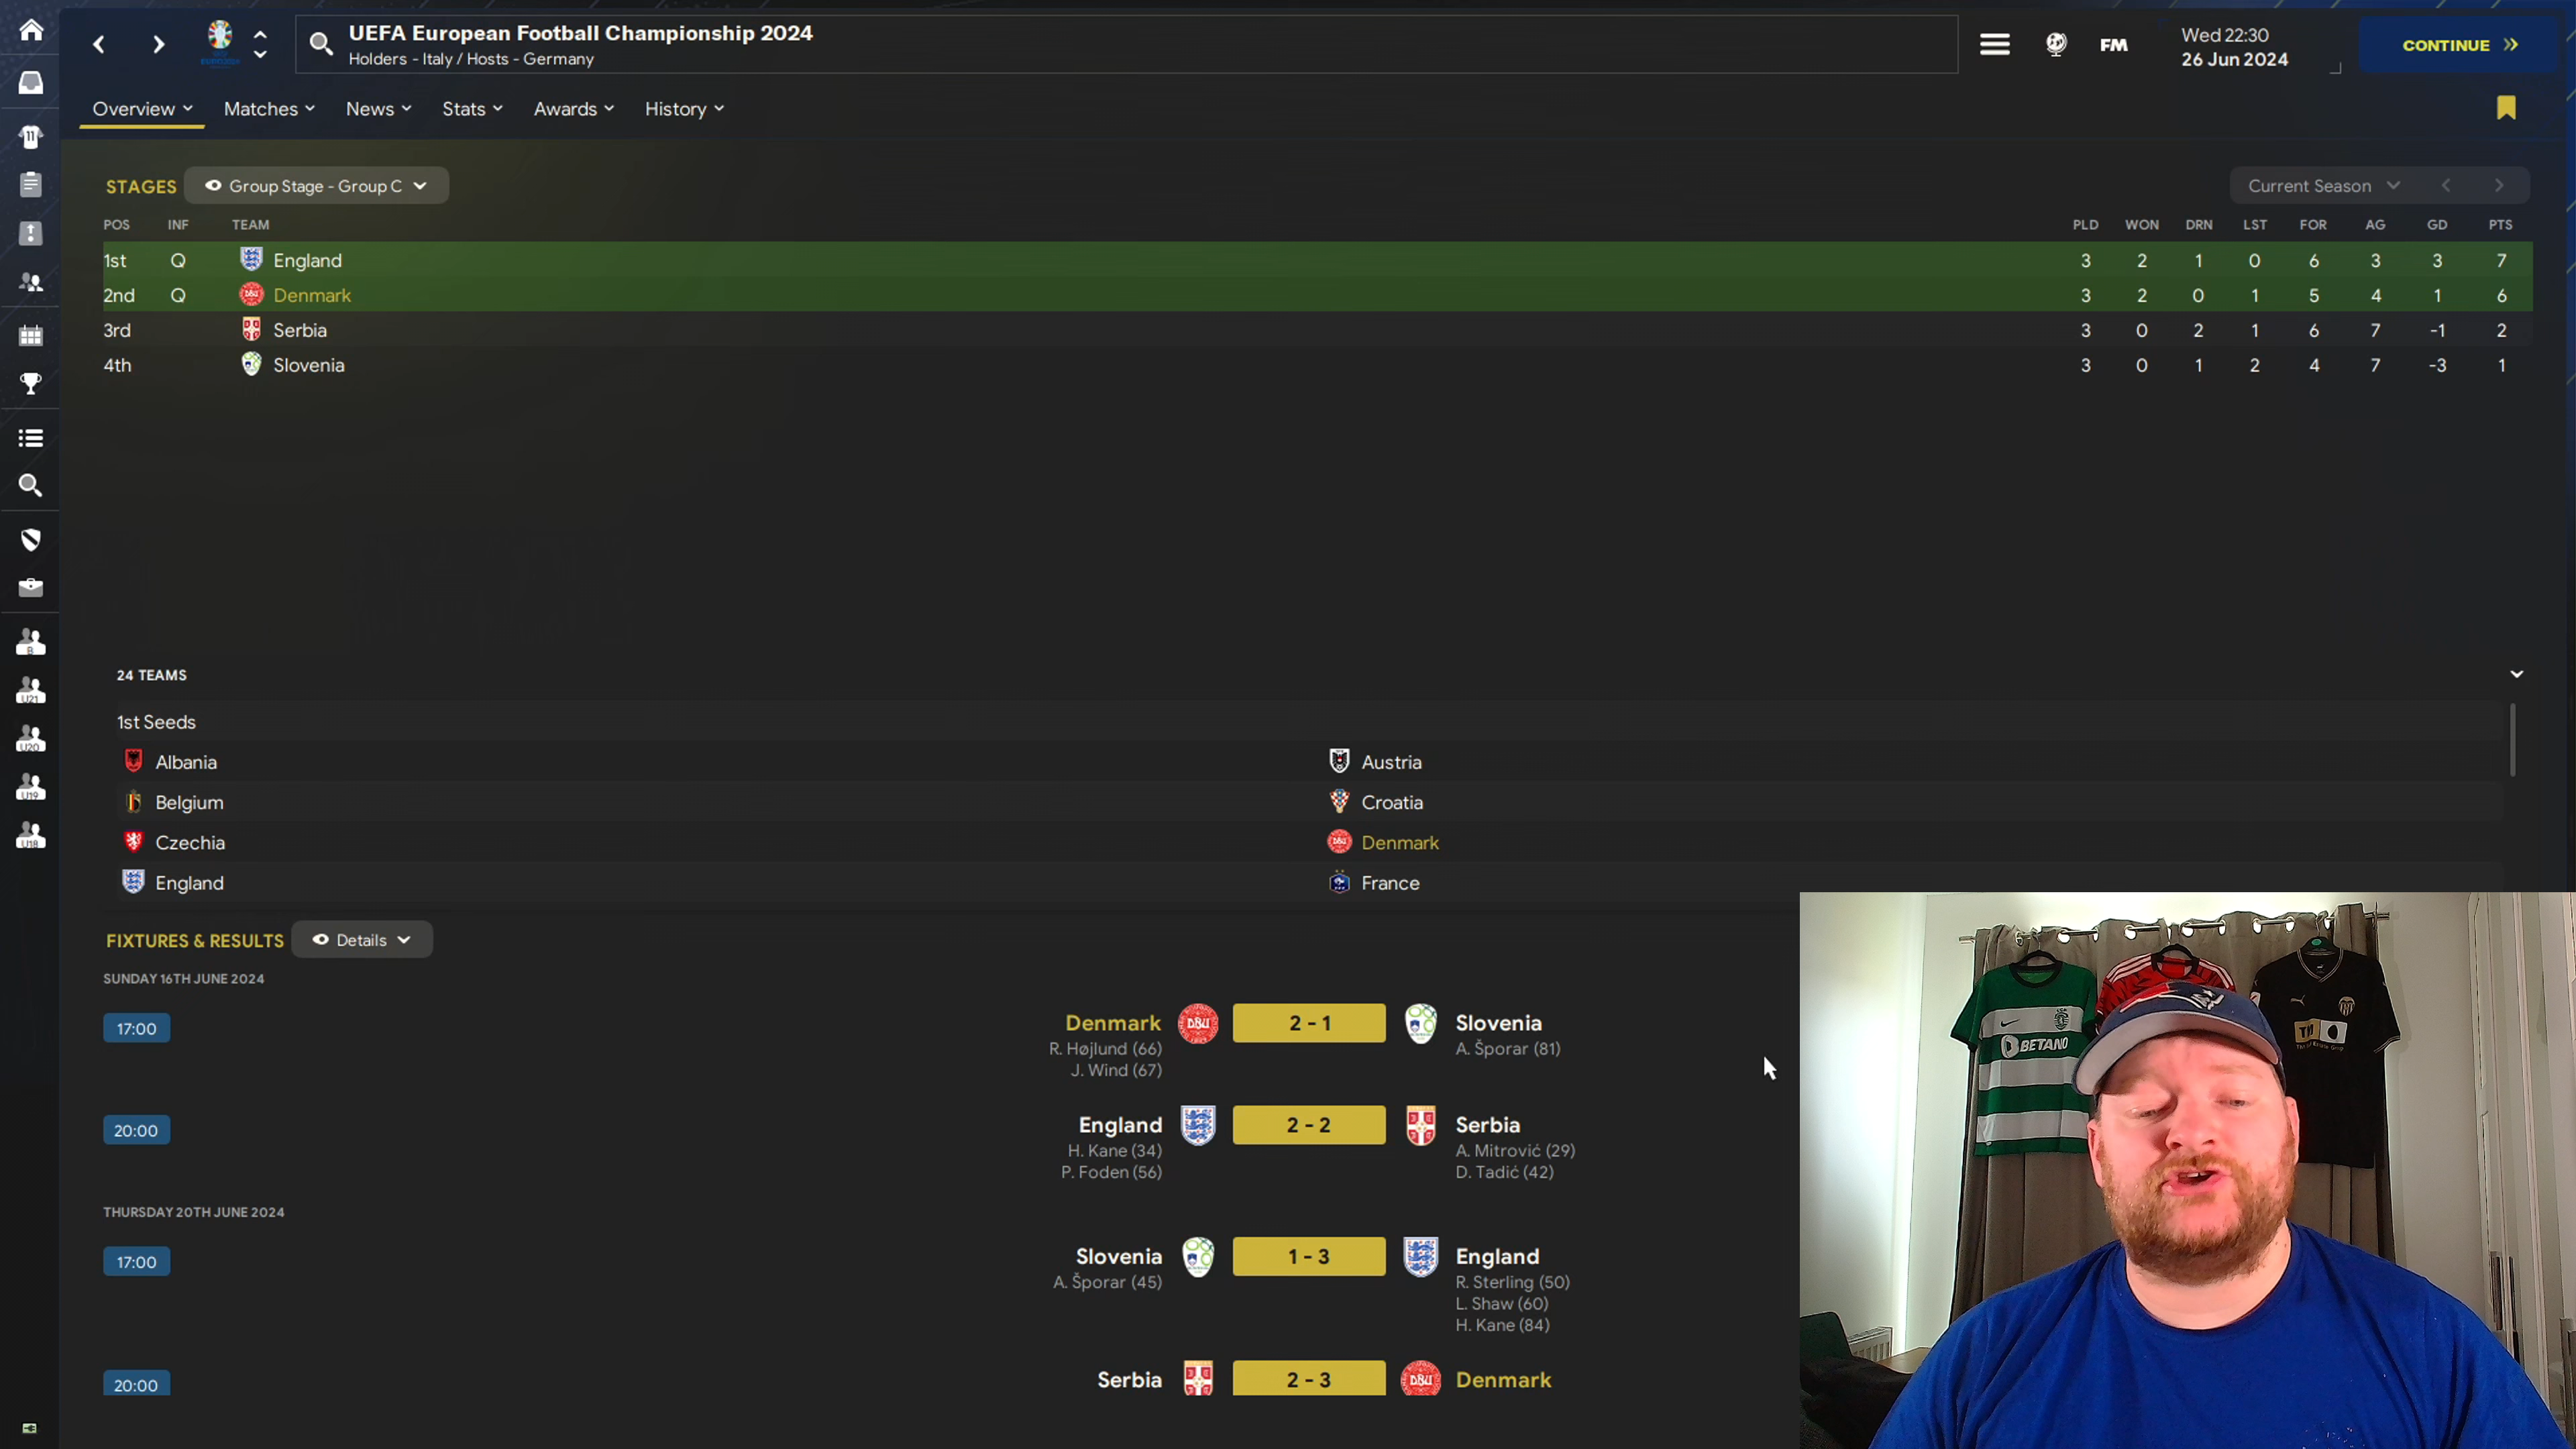 UEFA European Football Championship 2024
Holders - Italy / Hosts - Germany
FM
Wed 22:30
26 Jun 2024
CONTINUE
Overview
Matches
News
Stats
Awards
History
STAGES
Group Stage - Group C
Current Season
POS INF TEAM PLD WON DRN LST FOR AG GD PTS
1st Q England 3 2 1 0 6 3 3 7
2nd Q Denmark 3 2 0 1 5 4 1 6
3rd Serbia 3 0 2 1 6 7 -1 2
4th Slovenia 3 0 1 2 4 7 -3 1
11
B
U21
U20
U19
U18
24 TEAMS
1st Seeds
Albania Austria
Belgium Croatia
Czechia Denmark
England France
FIXTURES & RESULTS
Details
SUNDAY 16TH JUNE 2024
17:00 Denmark DBU 2 - 1 Slovenia
R. Højlund (66) A. Šporar (81)
J. Wind (67)
20:00 England 2 - 2 Serbia
H. Kane (34) A. Mitrović (29)
P. Foden (56) D. Tadić (42)
THURSDAY 20TH JUNE 2024
17:00 Slovenia 1 - 3 England
A. Šporar (45) R. Sterling (50)
L. Shaw (60)
H. Kane (84)
20:00 Serbia 2 - 3 DBU Denmark
BETANO